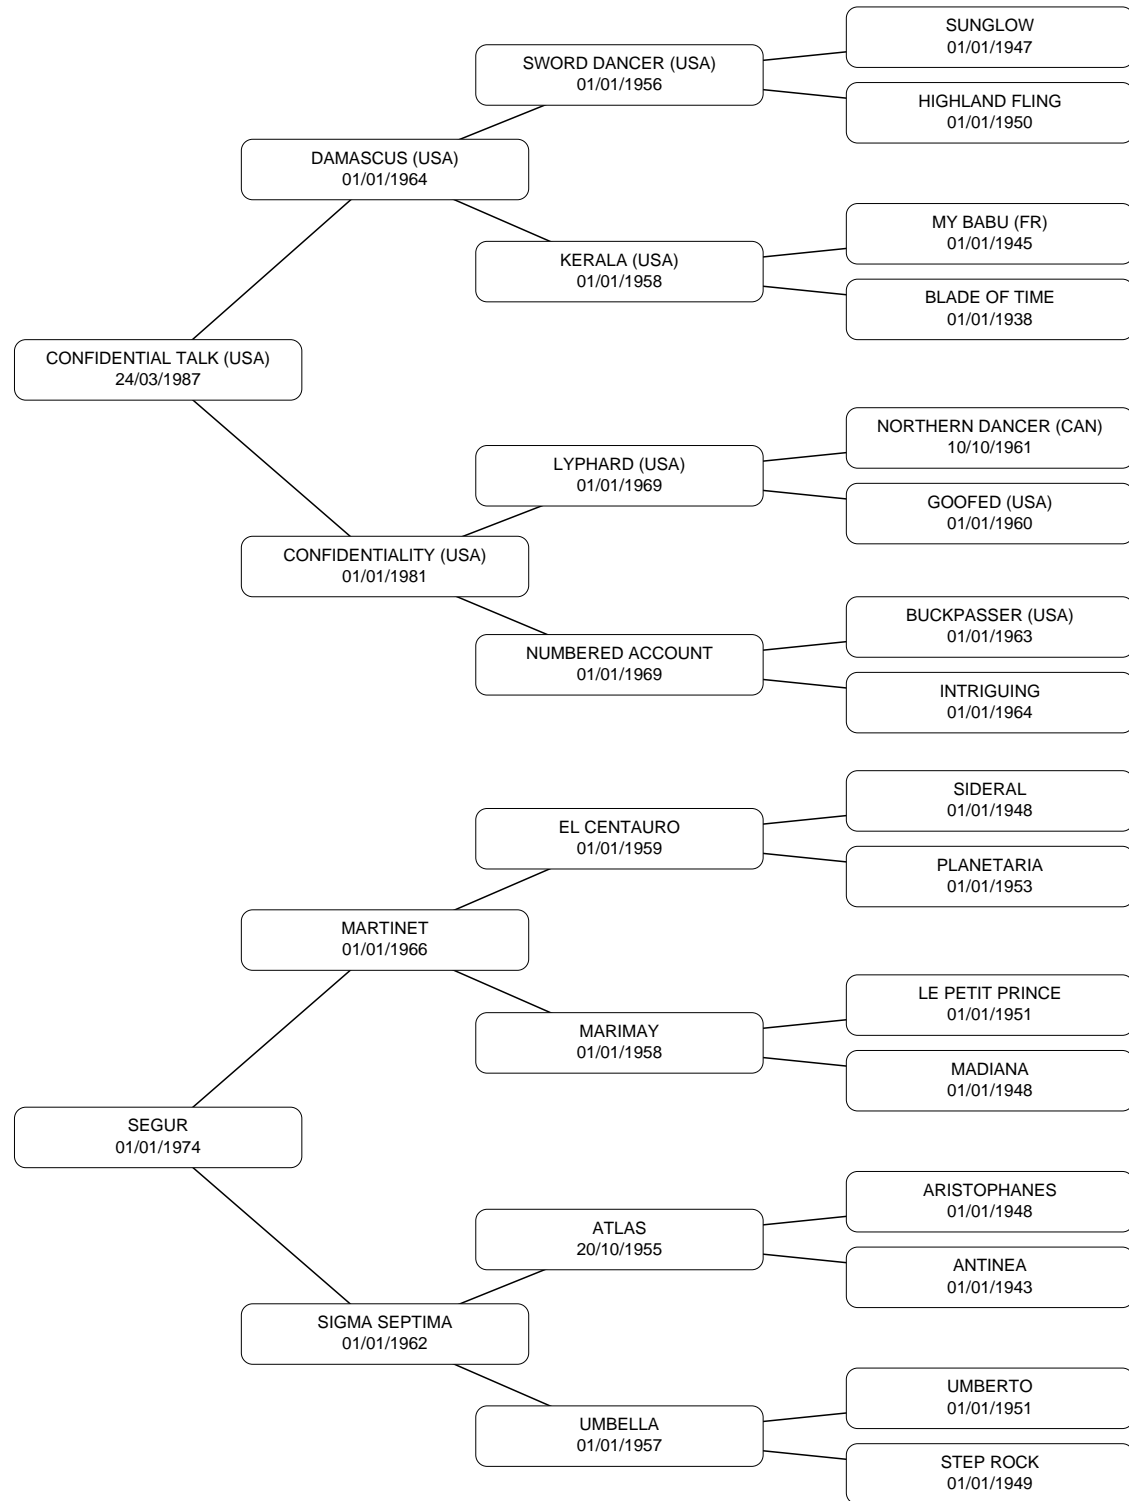 SUNGLOW
01/01/1947
SWORD DANCER (USA)
01/01/1956
HIGHLAND FLING
01/01/1950
DAMASCUS (USA)
01/01/1964
MY BABU (FR)
01/01/1945
KERALA (USA)
01/01/1958
BLADE OF TIME
01/01/1938
CONFIDENTIAL TALK (USA)
24/03/1987
NORTHERN DANCER (CAN)
10/10/1961
LYPHARD (USA)
01/01/1969
GOOFED (USA)
01/01/1960
CONFIDENTIALITY (USA)
01/01/1981
BUCKPASSER (USA)
01/01/1963
NUMBERED ACCOUNT
01/01/1969
INTRIGUING
01/01/1964
SIDERAL
01/01/1948
EL CENTAURO
01/01/1959
PLANETARIA
01/01/1953
MARTINET
01/01/1966
LE PETIT PRINCE
01/01/1951
MARIMAY
01/01/1958
MADIANA
01/01/1948
SEGUR
01/01/1974
ARISTOPHANES
01/01/1948
ATLAS
20/10/1955
ANTINEA
01/01/1943
SIGMA SEPTIMA
01/01/1962
UMBERTO
01/01/1951
UMBELLA
01/01/1957
STEP ROCK
01/01/1949